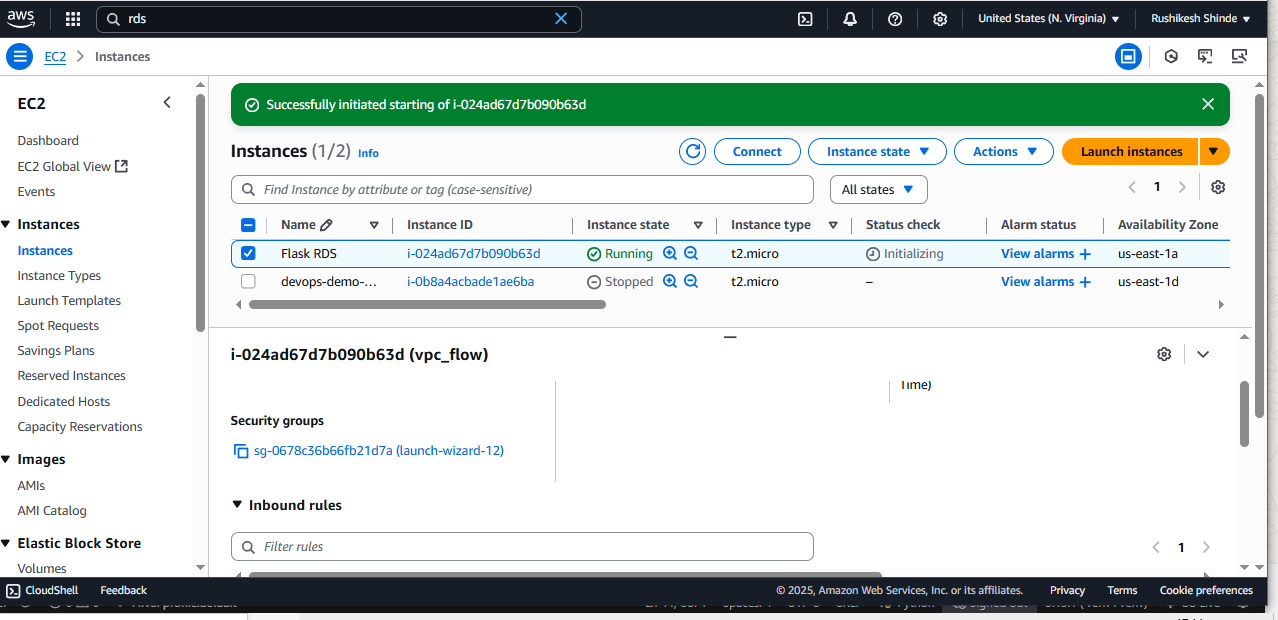 aws
rds
United States (N. Virginia)
Rushikesh Shinde
EC2
Instances
EC2
Dashboard
EC2 Global View
Events
Instances
Instances
Instance Types
Launch Templates
Spot Requests
Savings Plans
Reserved Instances
Dedicated Hosts
Capacity Reservations
Images
AMIs
AMI Catalog
Elastic Block Store
Volumes
Successfully initiated starting of i-024ad67d7b090b63d
Instances (1/2) Info
Connect
Instance state
Actions
Launch instances
Find Instance by attribute or tag (case-sensitive)
All states
1
Name Instance ID Instance state Instance type Status check Alarm status Availability Zone
Flask RDS i-024ad67d7b090b63d Running t2.micro Initializing View alarms + us-east-1a
devops-demo-... i-0b8a4acbade1ae6ba Stopped t2.micro – View alarms + us-east-1d
i-024ad67d7b090b63d (vpc_flow)
Time)
Security groups
sg-0678c36b66fb21d7a (launch-wizard-12)
Inbound rules
Filter rules
1
CloudShell Feedback © 2025, Amazon Web Services, Inc. or its affiliates. Privacy Terms Cookie preferences